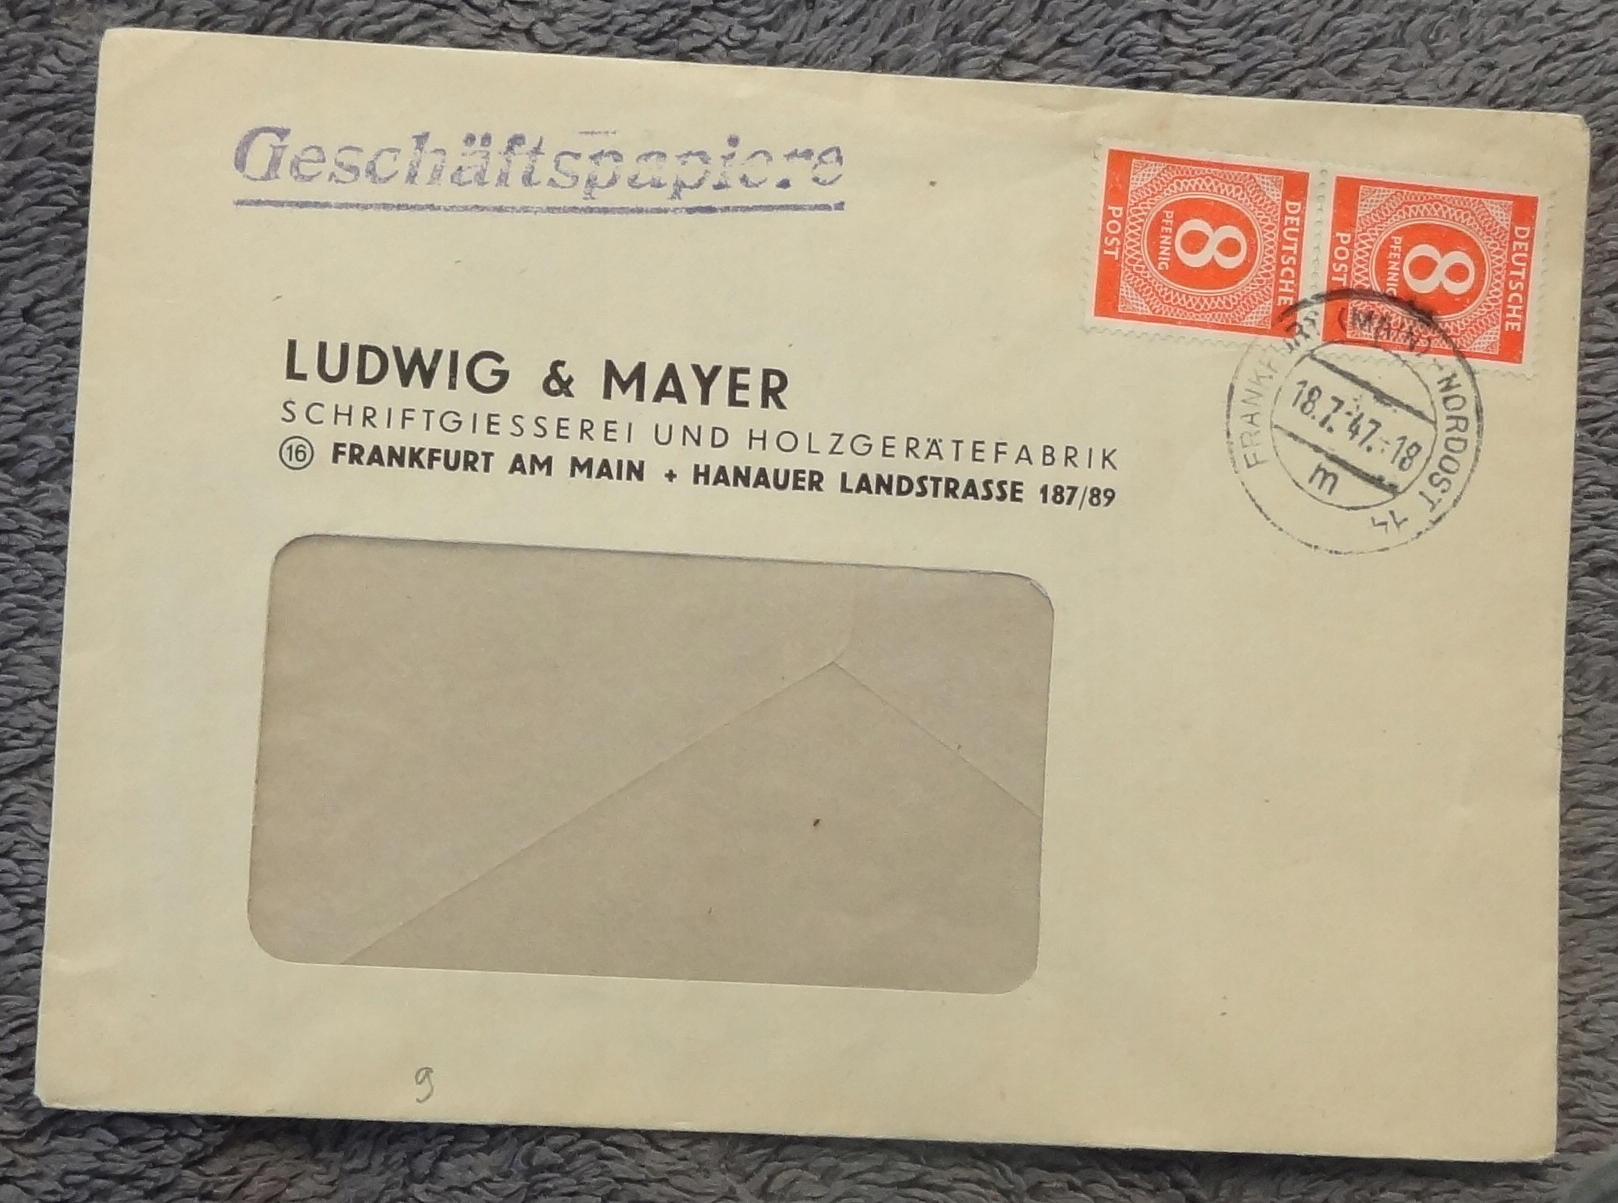 Geschäftspapiere
DEUTSCHE
8
PFENNIG
POST
DEUTSCHE
8
PFENNIG
POST
FRANKFURT (MAIN) -NORDOST 14
18.7.47.-18
m
LUDWIG & MAYER
SCHRIFTGIESSEREI UND HOLZGERÄTEFABRIK
16 FRANKFURT AM MAIN + HANAUER LANDSTRASSE 187/89
9